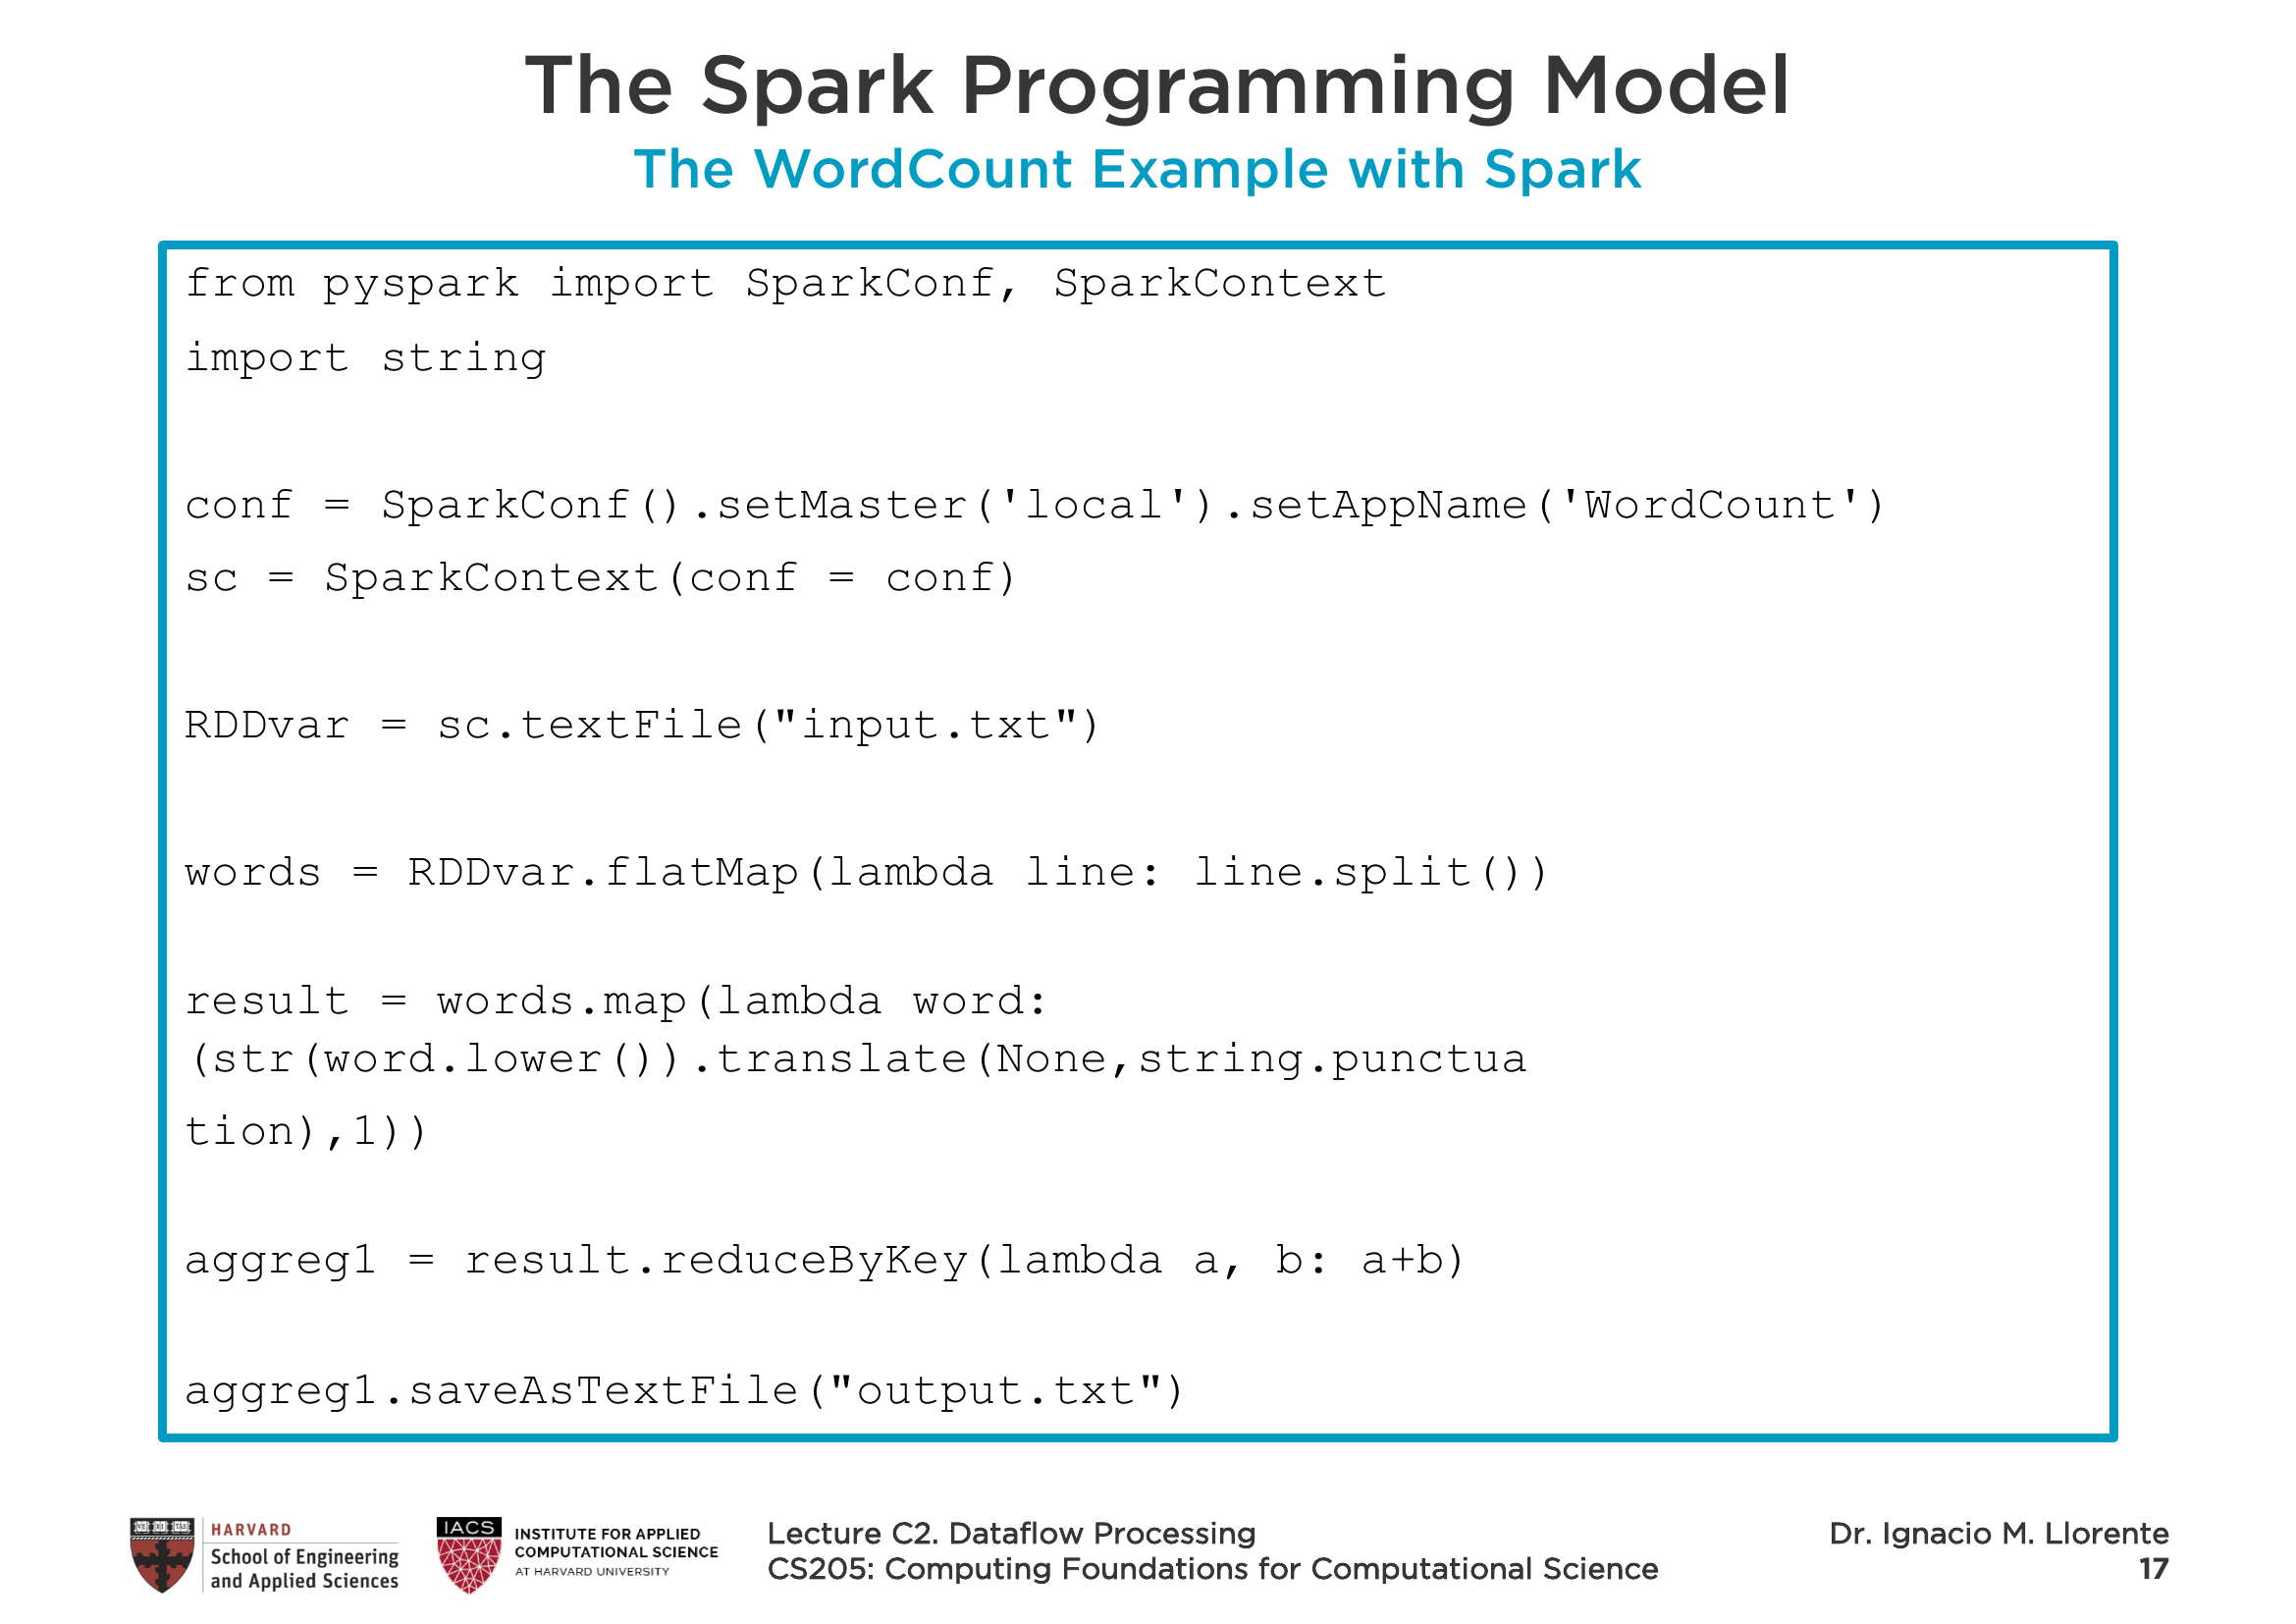 The Spark Programming Model
The WordCount Example with Spark
from pyspark import SparkConf, SparkContext
import string
conf = SparkConf().setMaster('local').setAppName('WordCount')
sc = SparkContext(conf = conf)
RDDvar = sc.textFile("input.txt")
words = RDDvar.flatMap(lambda line: line.split())
result = words.map(lambda word:
(str(word.lower()).translate(None,string.punctua
tion),1))
aggreg1 = result.reduceByKey(lambda a, b: a+b)
aggreg1.saveAsTextFile("output.txt")
VE RI TAS
HARVARD
School of Engineering
and Applied Sciences
IACS
INSTITUTE FOR APPLIED
COMPUTATIONAL SCIENCE
AT HARVARD UNIVERSITY
Lecture C2. Dataflow Processing
CS205: Computing Foundations for Computational Science
Dr. Ignacio M. Llorente
17